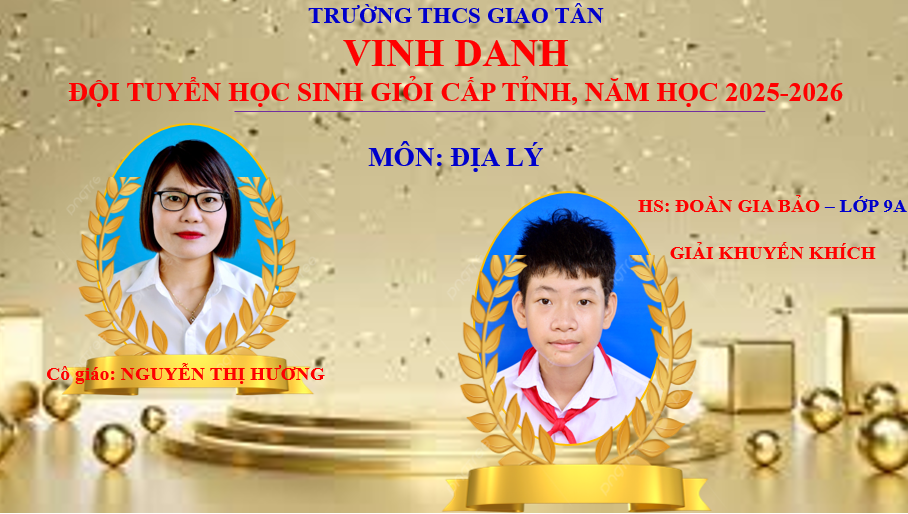 TRƯỜNG THCS GIAO TÂN
VINH DANH
ĐỘI TUYỂN HỌC SINH GIỎI CẤP TỈNH, NĂM HỌC 2025-2026
MÔN: ĐỊA LÝ
HS: ĐOÀN GIA BẢO – LỚP 9A
GIẢI KHUYẾN KHÍCH
Cô giáo: NGUYỄN THỊ HƯƠNG